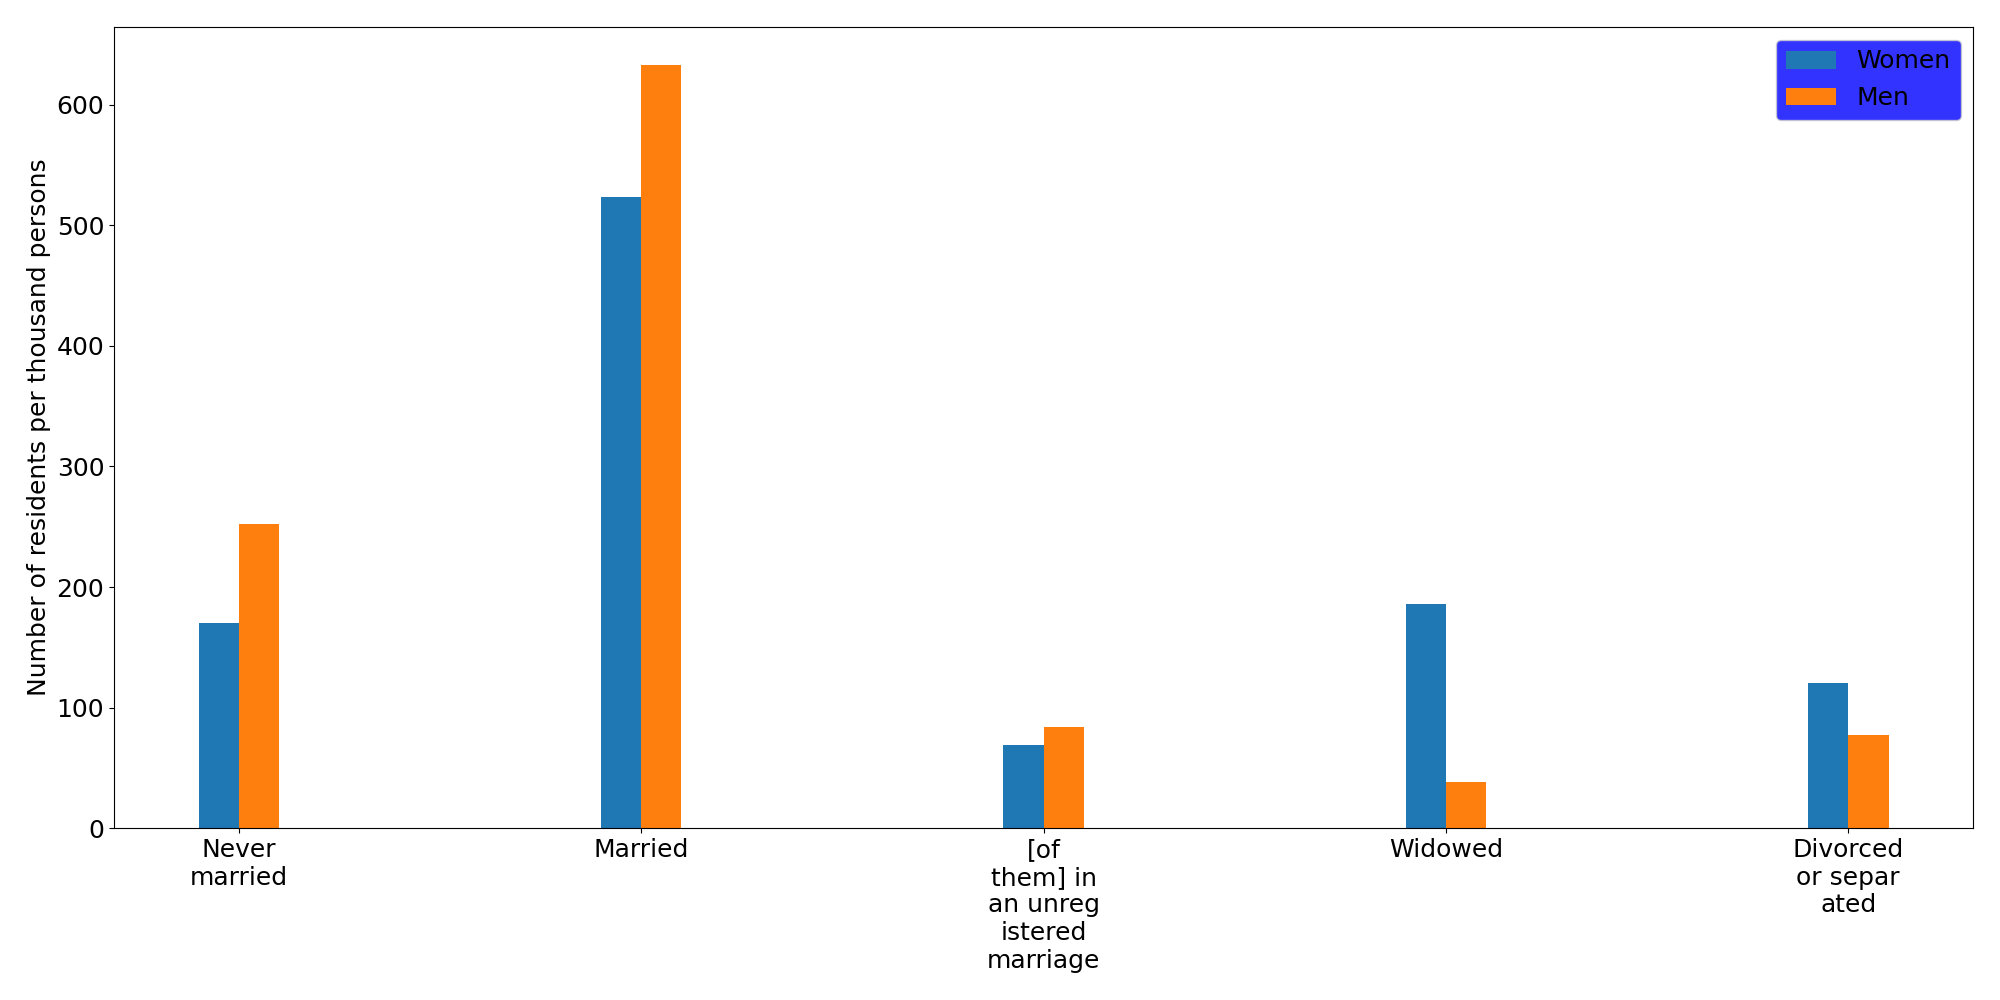 Women
Men
Number of residents per thousand persons
600
500
400
300
200
100
0
Never
married
Married
[of
them] in
an unreg
istered
marriage
Widowed
Divorced
or separ
ated